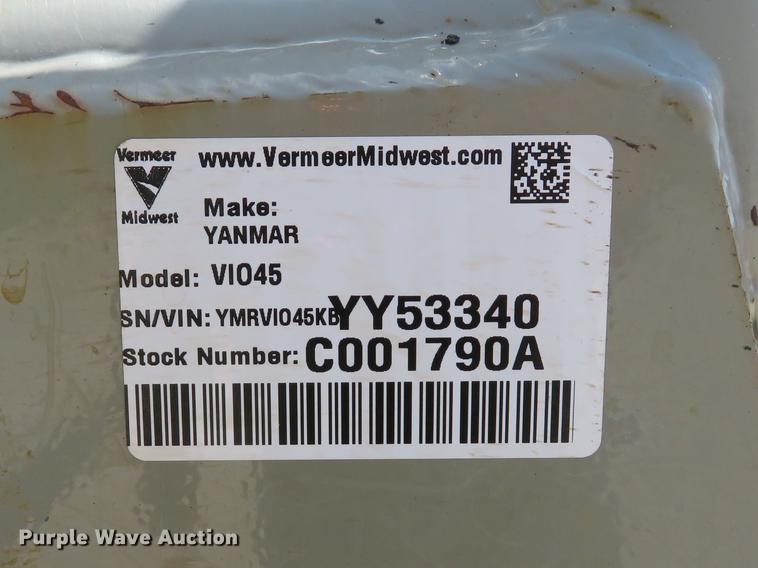 Vermeer
Midwest
www.VermeerMidwest.com
Make:
YANMAR
Model: VIO45
SN/VIN: YMRVIO45KBYY53340
Stock Number: C001790A
Purple Wave Auction